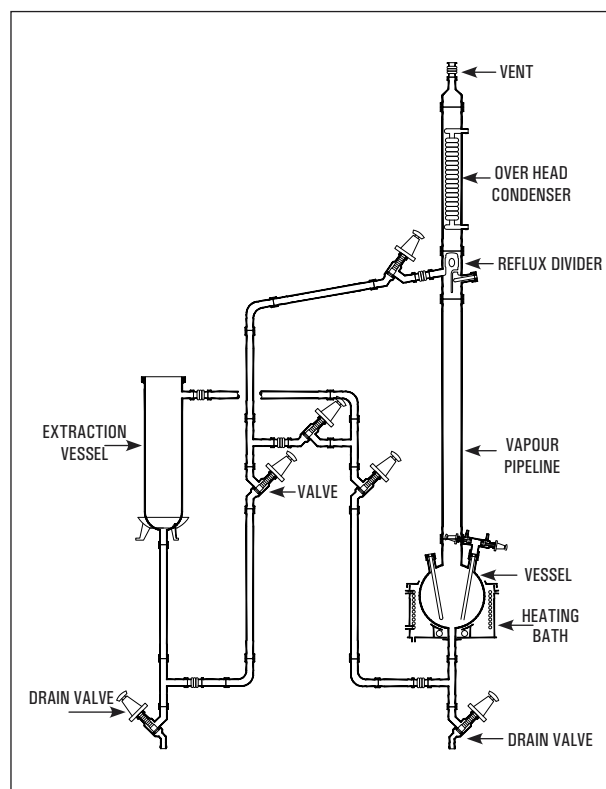 VENT
OVER HEAD
CONDENSER
REFLUX DIVIDER
EXTRACTION
VESSEL
VAPOUR
PIPELINE
VALVE
VESSEL
HEATING
BATH
DRAIN VALVE
DRAIN VALVE